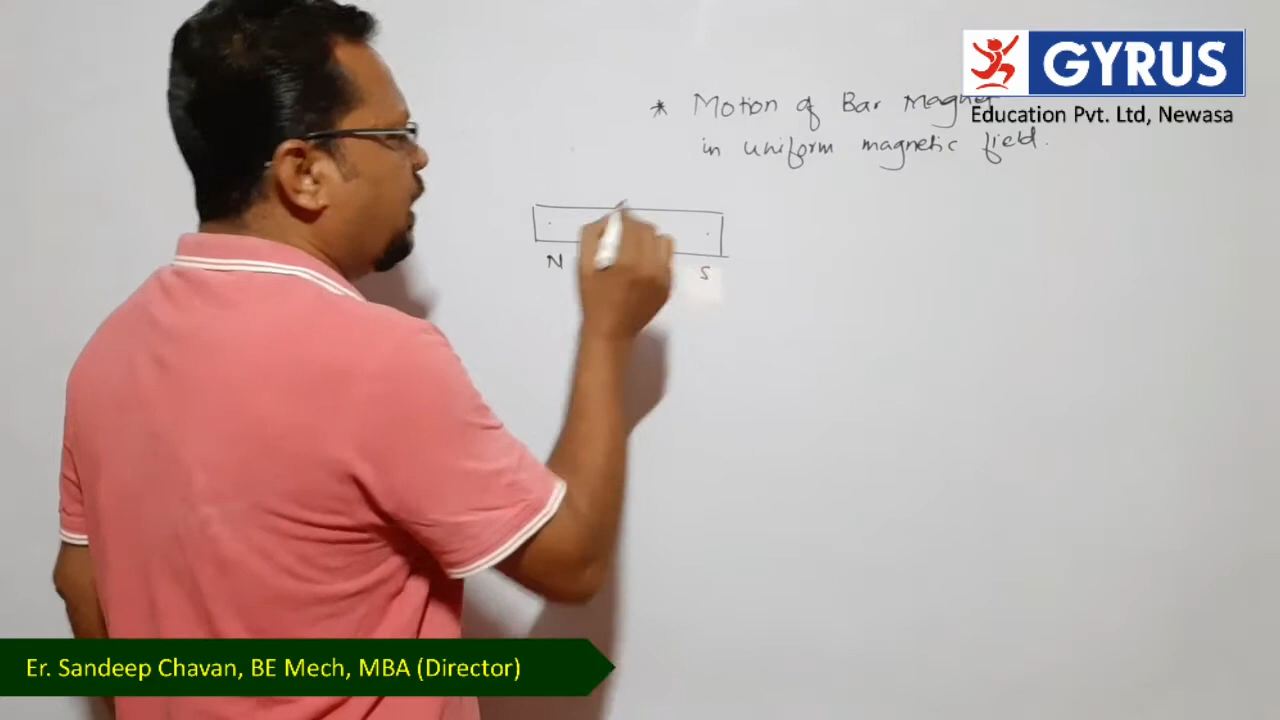 GYRUS
Education Pvt. Ltd, Newasa
* Motion of Bar Magnet
in uniform magnetic field.
N
S
Er. Sandeep Chavan, BE Mech, MBA (Director)